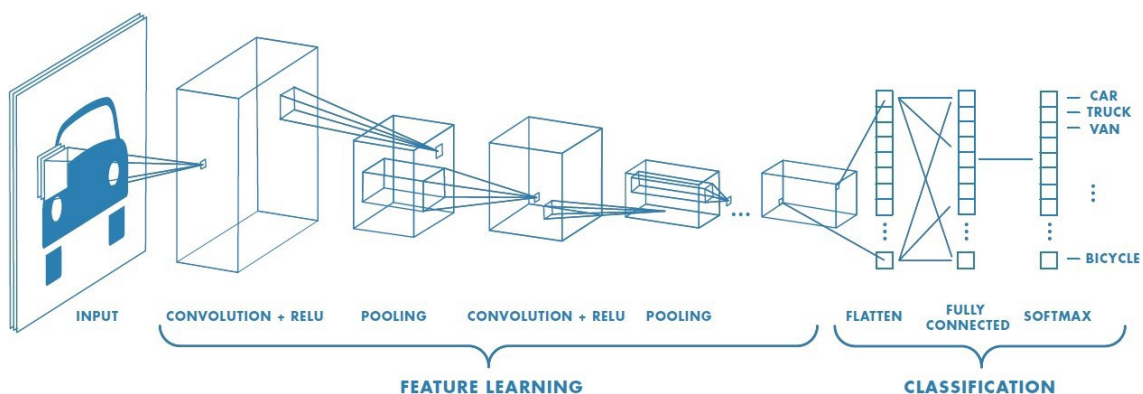 CAR
TRUCK
VAN
BICYCLE
INPUT
CONVOLUTION + RELU
POOLING
CONVOLUTION + RELU
POOLING
FLATTEN
FULLY
CONNECTED
SOFTMAX
FEATURE LEARNING
CLASSIFICATION